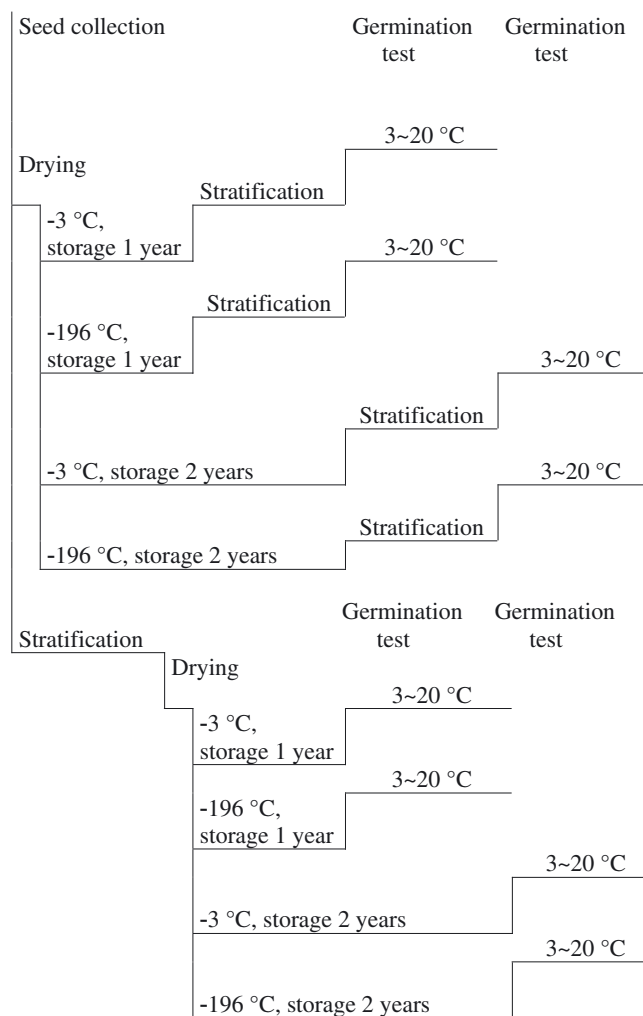 Seed collection
Germination
test
Germination
test
3~20 °C
Drying
Stratification
-3 °C,
storage 1 year
3~20 °C
Stratification
-196 °C,
storage 1 year
3~20 °C
Stratification
-3 °C, storage 2 years
3~20 °C
Stratification
-196 °C, storage 2 years
Germination
test
Germination
test
Stratification
Drying
3~20 °C
-3 °C,
storage 1 year
3~20 °C
-196 °C,
storage 1 year
3~20 °C
-3 °C, storage 2 years
3~20 °C
-196 °C, storage 2 years